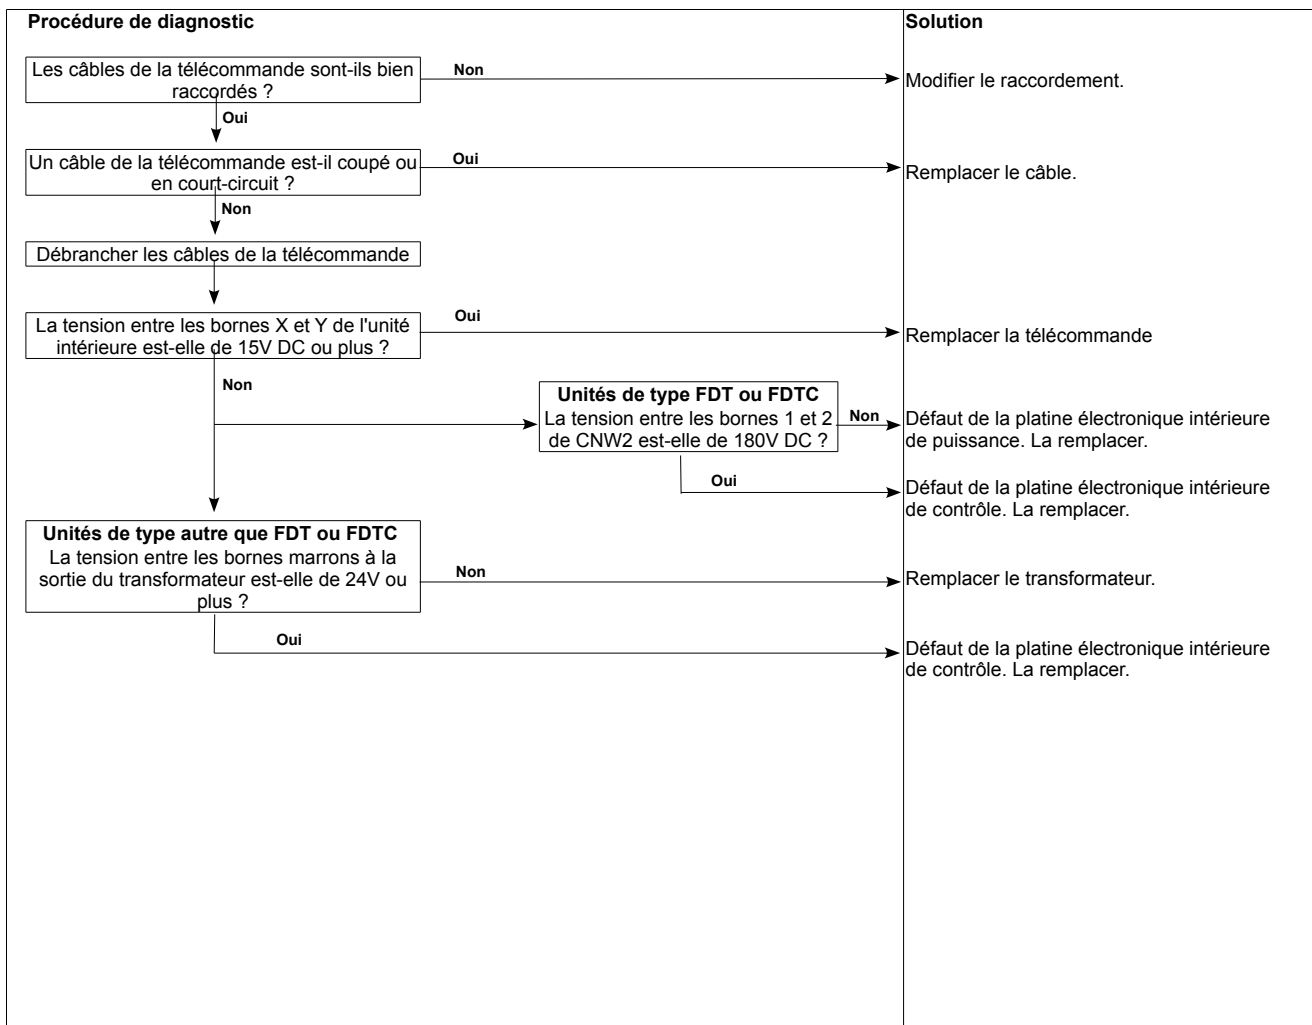 Procédure de diagnostic
Solution
Les câbles de la télécommande sont-ils bien
raccordés ?
Non
Modifier le raccordement.
Oui
Un câble de la télécommande est-il coupé ou
en court-circuit ?
Oui
Remplacer le câble.
Non
Débrancher les câbles de la télécommande
La tension entre les bornes X et Y de l'unité
intérieure est-elle de 15V DC ou plus ?
Oui
Remplacer la télécommande
Non
Unités de type FDT ou FDTC
La tension entre les bornes 1 et 2
de CNW2 est-elle de 180V DC ?
Non
Défaut de la platine électronique intérieure
de puissance. La remplacer.
Oui
Défaut de la platine électronique intérieure
de contrôle. La remplacer.
Unités de type autre que FDT ou FDTC
La tension entre les bornes marrons à la
sortie du transformateur est-elle de 24V ou
plus ?
Non
Remplacer le transformateur.
Oui
Défaut de la platine électronique intérieure
de contrôle. La remplacer.